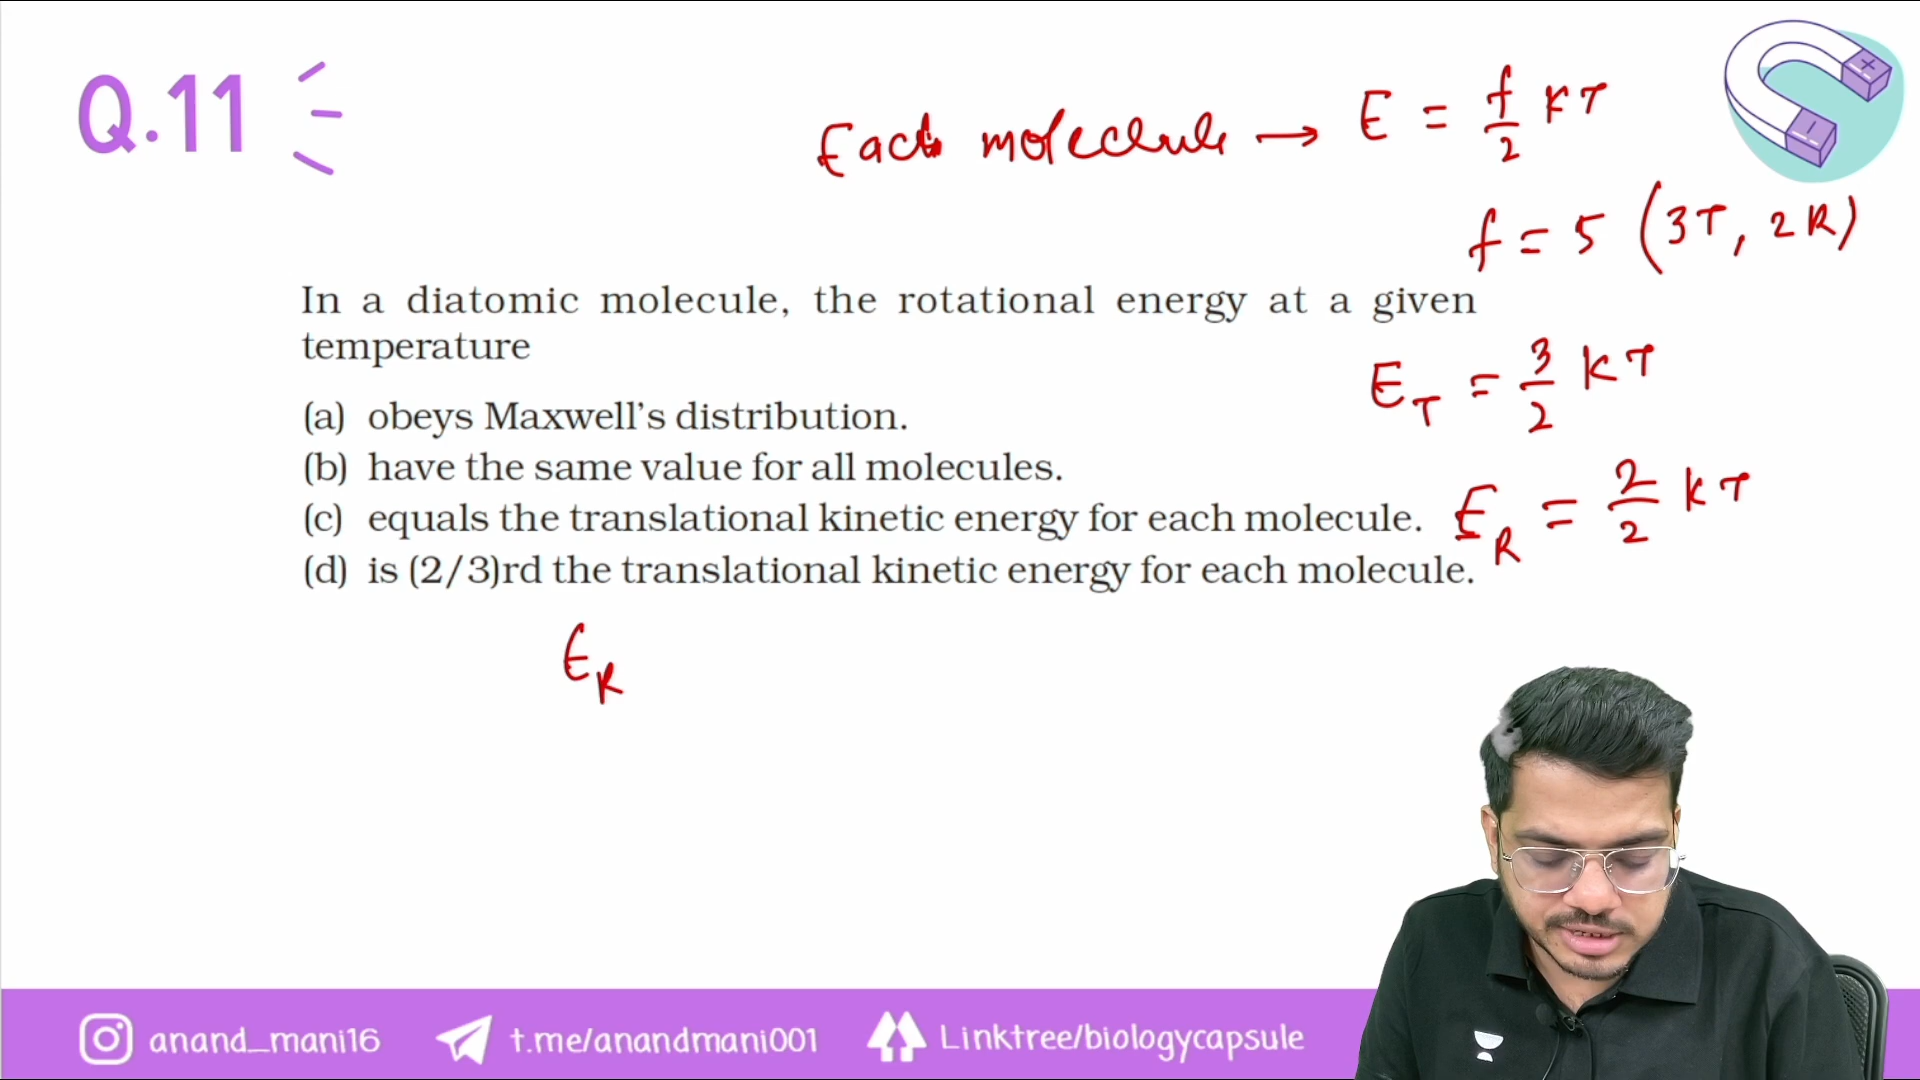 Q.11
Each molecule → E = f/2 KT
f = 5 (3T, 2R)
In a diatomic molecule, the rotational energy at a given
temperature
E_T = 3/2 KT
(a) obeys Maxwell's distribution.
(b) have the same value for all molecules.
(c) equals the translational kinetic energy for each molecule.
E_R = 2/2 KT
(d) is (2/3)rd the translational kinetic energy for each molecule.
E_R
anand_mani16
t.me/anandmani001
Linktree/biologycapsule